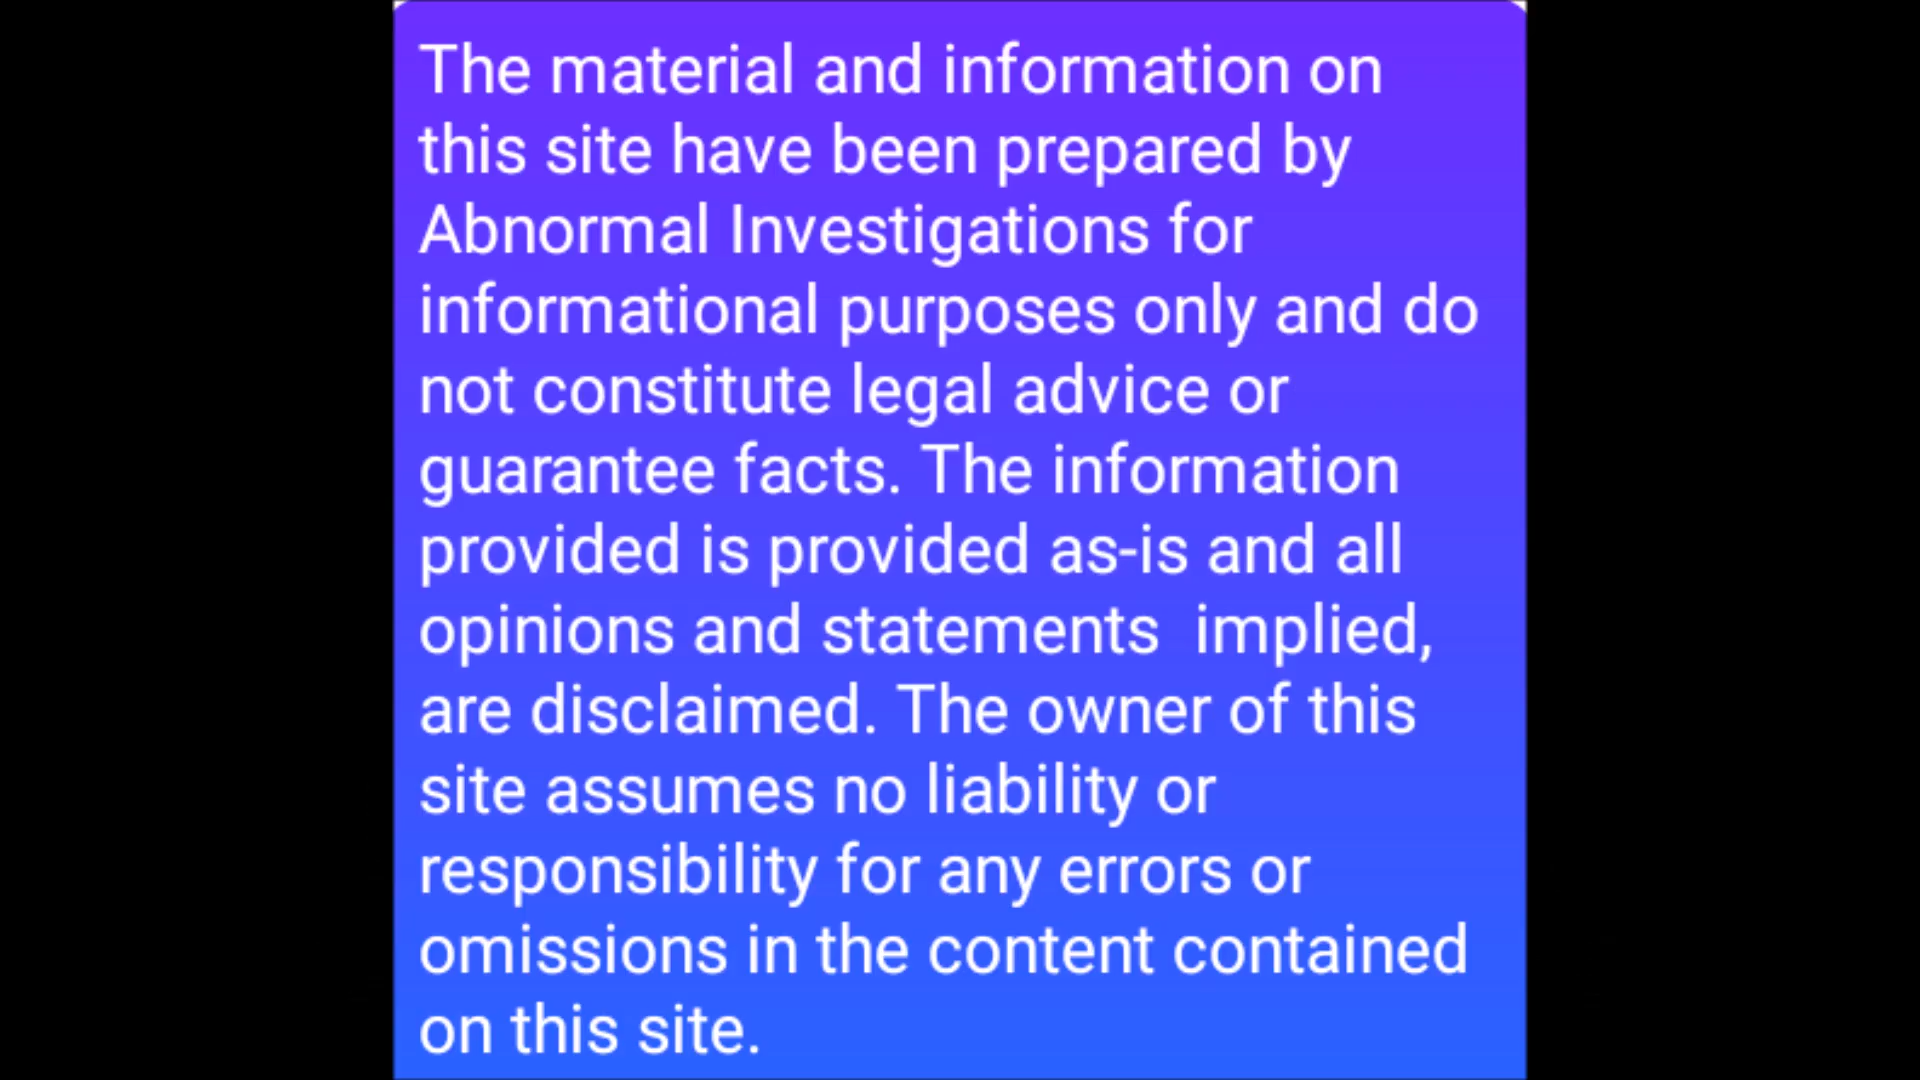 The material and information on
this site have been prepared by
Abnormal Investigations for
informational purposes only and do
not constitute legal advice or
guarantee facts. The information
provided is provided as-is and all
opinions and statements  implied,
are disclaimed. The owner of this
site assumes no liability or
responsibility for any errors or
omissions in the content contained
on this site.